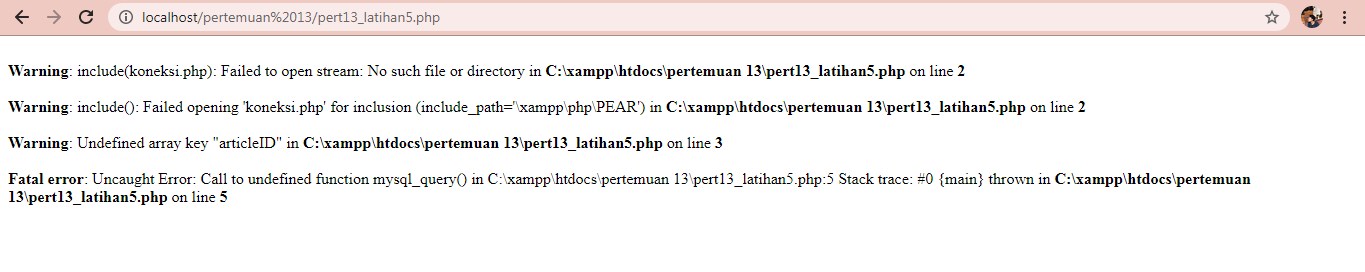 localhost/pertemuan%2013/pert13_latihan5.php
Warning: include(koneksi.php): Failed to open stream: No such file or directory in C:\xampp\htdocs\pertemuan 13\pert13_latihan5.php on line 2
Warning: include(): Failed opening 'koneksi.php' for inclusion (include_path='\xampp\php\PEAR') in C:\xampp\htdocs\pertemuan 13\pert13_latihan5.php on line 2
Warning: Undefined array key "articleID" in C:\xampp\htdocs\pertemuan 13\pert13_latihan5.php on line 3
Fatal error: Uncaught Error: Call to undefined function mysql_query() in C:\xampp\htdocs\pertemuan 13\pert13_latihan5.php:5 Stack trace: #0 {main} thrown in C:\xampp\htdocs\pertemuan
13\pert13_latihan5.php on line 5